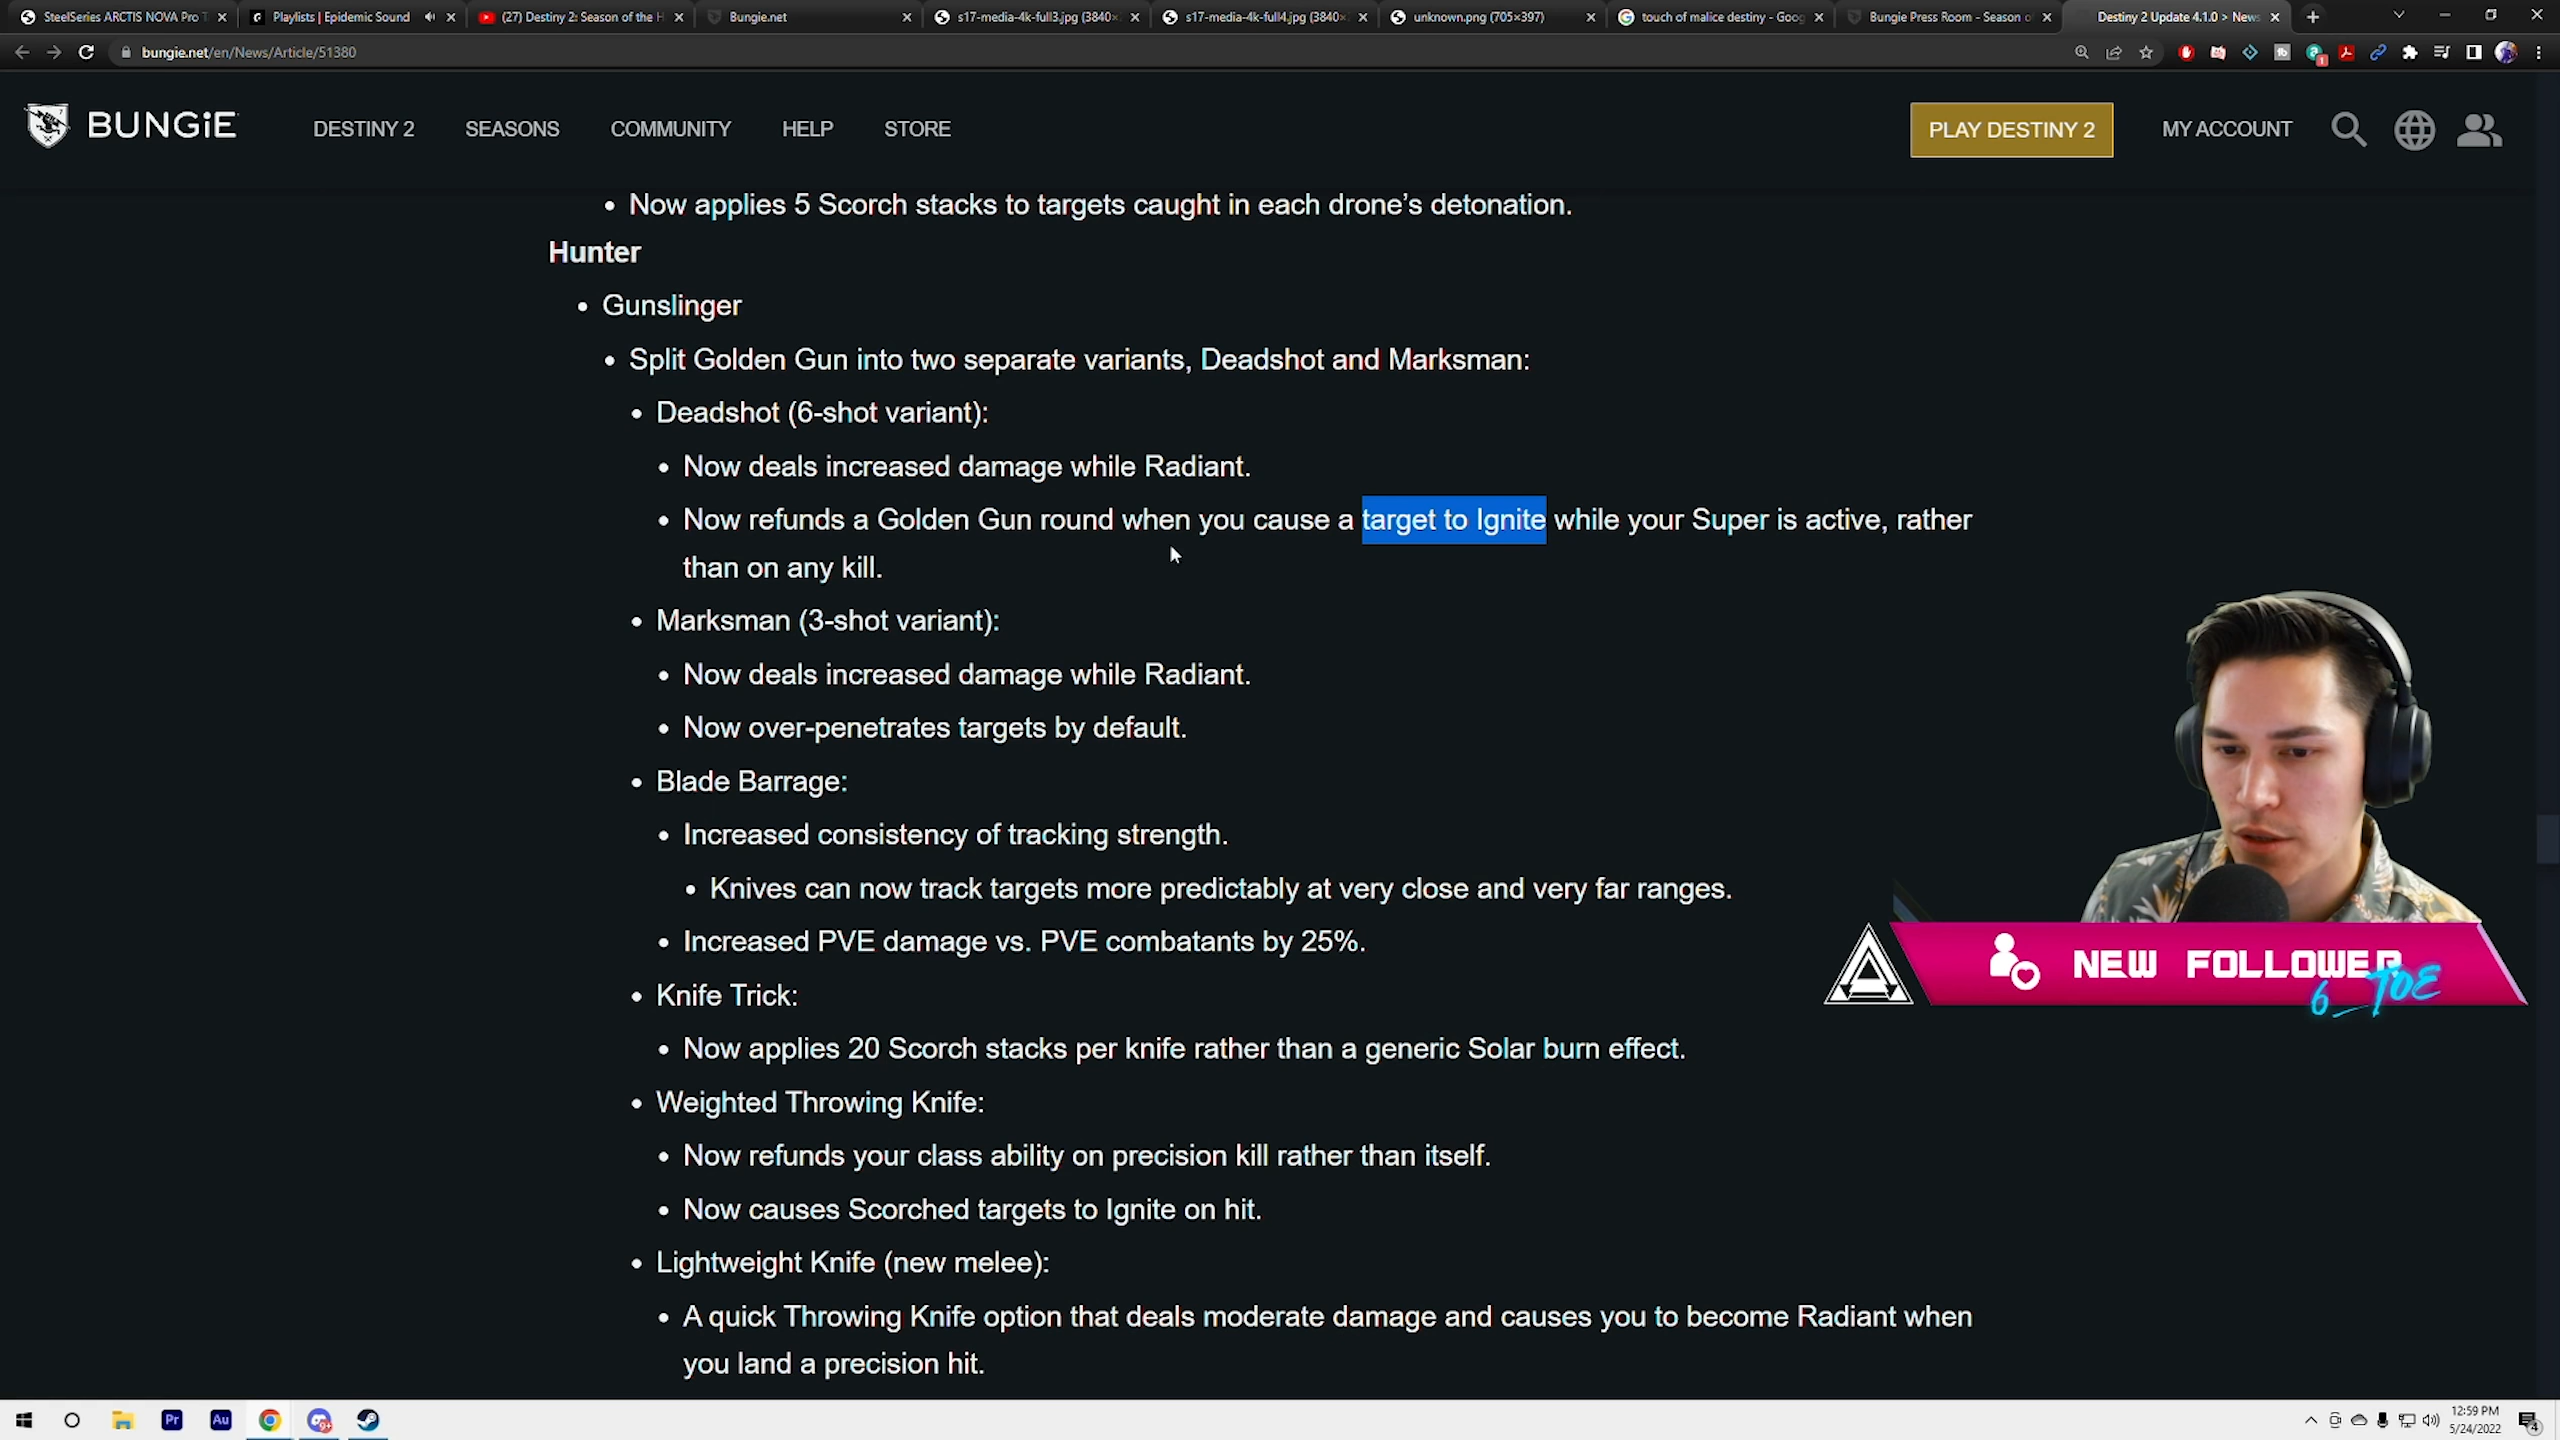 SteelSeries ARCTIS NOVA Pro T
Playlists | Epidemic Sound
(27) Destiny 2: Season of the H
Bungie.net
s17-media-4k-full3.jpg (3840×
s17-media-4k-full4.jpg (3840×
unknown.png (705×397)
touch of malice destiny - Goog
Bungie Press Room - Season o
Destiny 2 Update 4.1.0 > News
bungie.net/en/News/Article/51380
BUNGiE
DESTINY 2
SEASONS
COMMUNITY
HELP
STORE
PLAY DESTINY 2
MY ACCOUNT
Now applies 5 Scorch stacks to targets caught in each drone’s detonation.
Hunter
Gunslinger
Split Golden Gun into two separate variants, Deadshot and Marksman:
Deadshot (6-shot variant):
Now deals increased damage while Radiant.
Now refunds a Golden Gun round when you cause a target to Ignite while your Super is active, rather
than on any kill.
Marksman (3-shot variant):
Now deals increased damage while Radiant.
Now over-penetrates targets by default.
Blade Barrage:
Increased consistency of tracking strength.
Knives can now track targets more predictably at very close and very far ranges.
Increased PVE damage vs. PVE combatants by 25%.
Knife Trick:
Now applies 20 Scorch stacks per knife rather than a generic Solar burn effect.
Weighted Throwing Knife:
Now refunds your class ability on precision kill rather than itself.
Now causes Scorched targets to Ignite on hit.
Lightweight Knife (new melee):
A quick Throwing Knife option that deals moderate damage and causes you to become Radiant when
you land a precision hit.
NEW FOLLOWER
6_TOE
Pr
Au
12:59 PM
5/24/2022